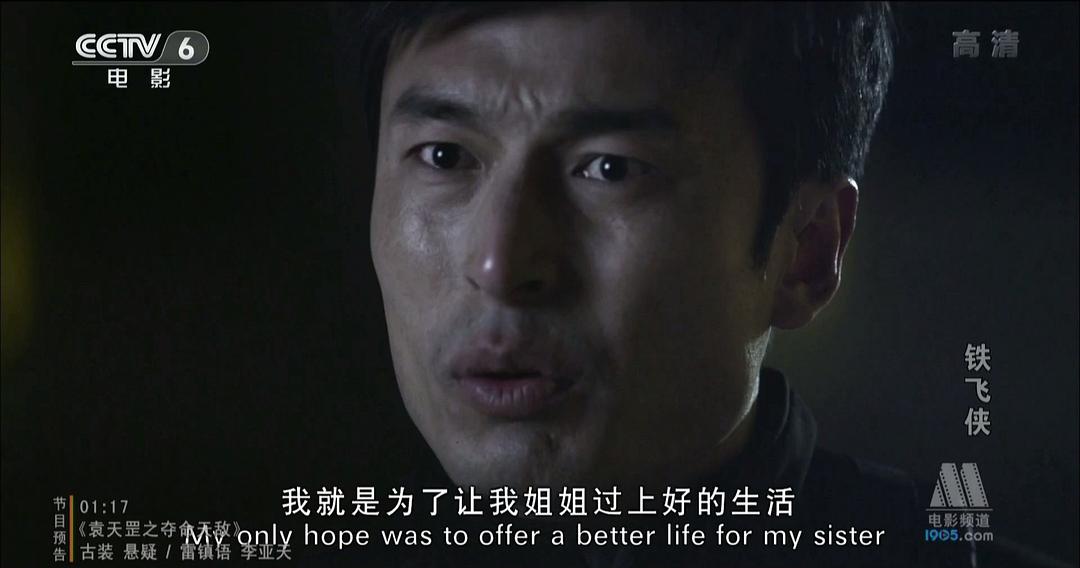 CCTV 6
电影
高清
铁飞侠
电影频道
1905.com
我就是为了让我姐姐过上好的生活
My only hope was to offer a better life for my sister
节目预告
01:17
《袁天罡之夺命无敌》
古装 悬疑 / 雷镇语 李亚天